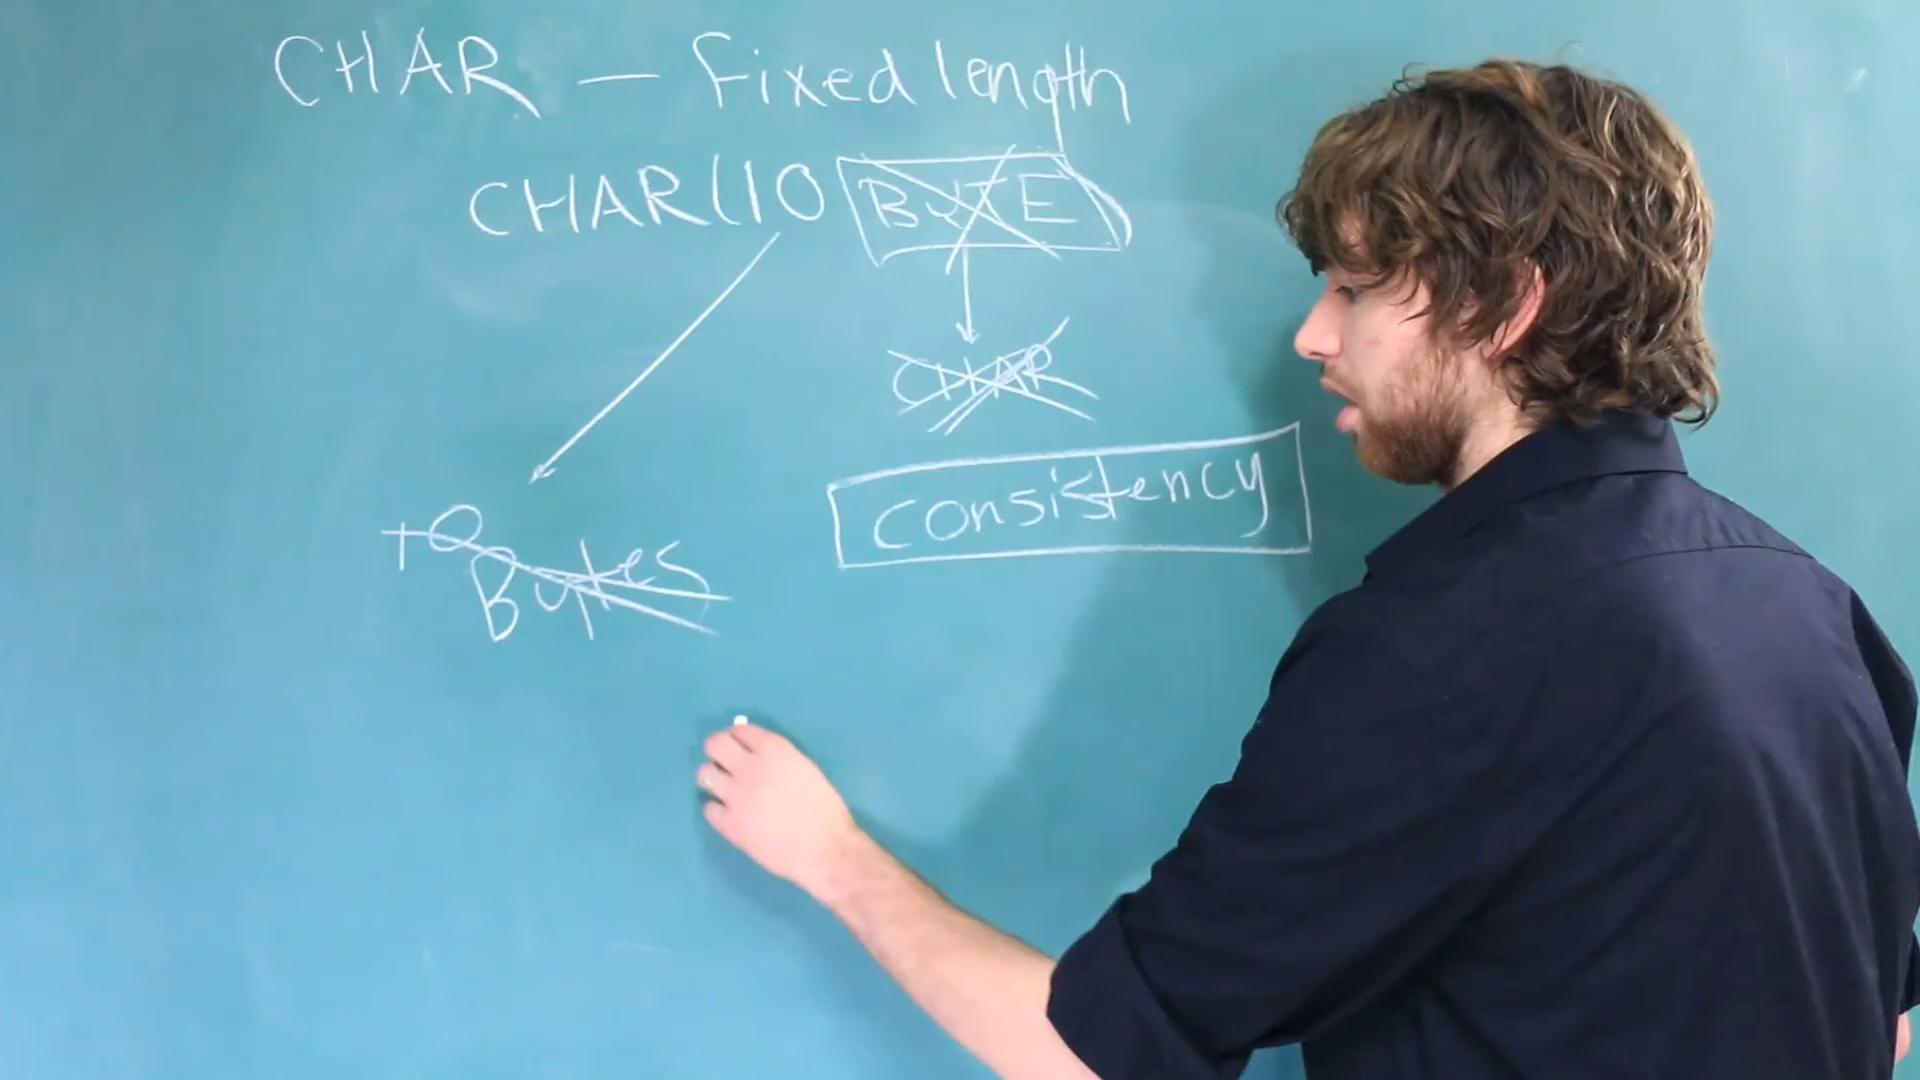 CHAR — Fixed length
CHAR(10 BYTE)
CHAR
consistency
10
Bytes